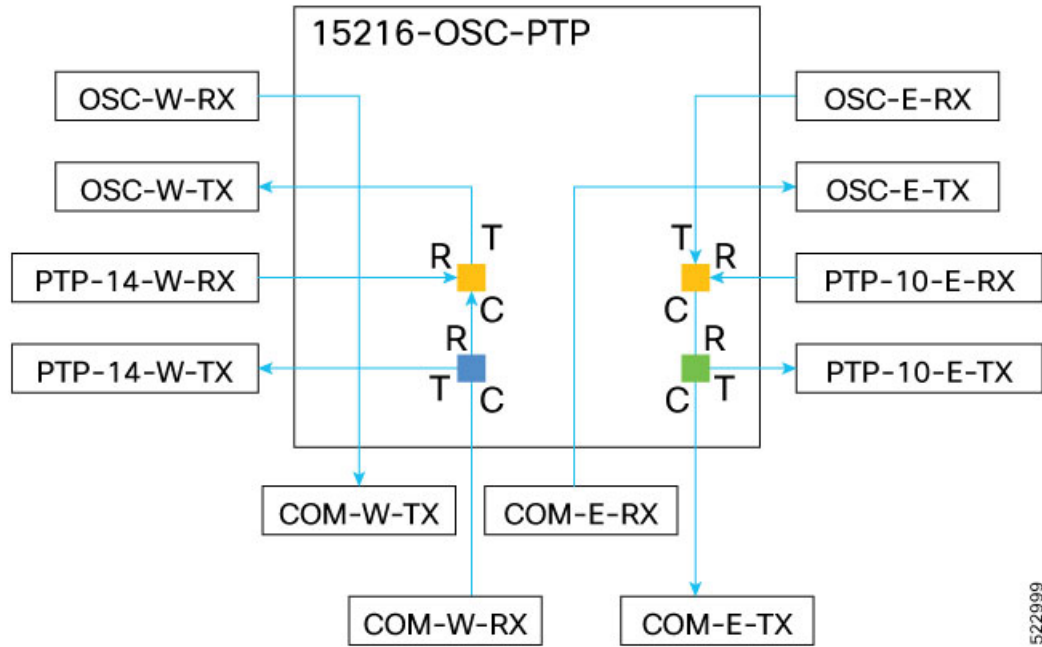 15216-OSC-PTP
OSC-W-RX
OSC-E-RX
OSC-W-TX
OSC-E-TX
T
T
R
R
PTP-14-W-RX
PTP-10-E-RX
C
C
R
R
PTP-14-W-TX
PTP-10-E-TX
T
C
C
T
COM-W-TX
COM-E-RX
COM-W-RX
COM-E-TX
522999